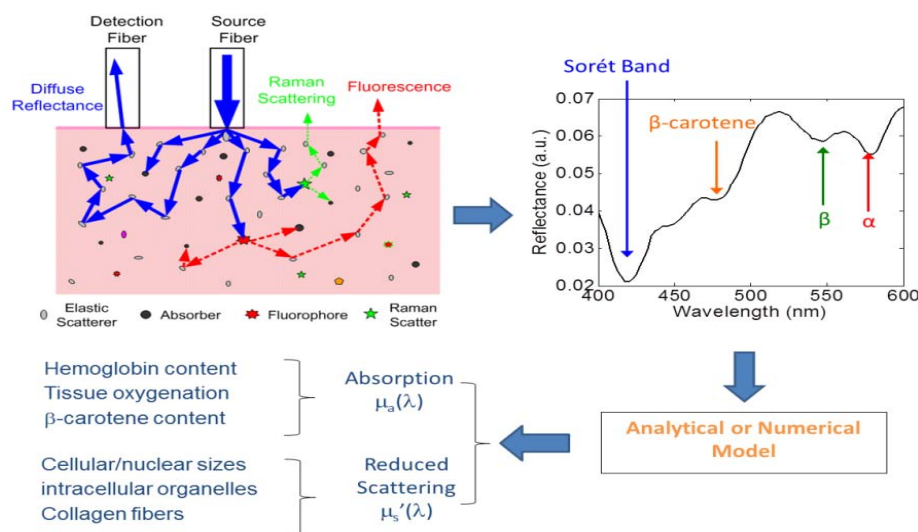 Detection
Fiber
Source
Fiber
Diffuse
Reflectance
Raman
Scattering
Fluorescence
Elastic
Scatterer
Absorber
Fluorophore
Raman
Scatter
Sorét Band
β-carotene
0.07
0.06
0.05
0.04
0.03
0.02
Reflectance (a.u.)
β
α
400
450
500
550
600
Wavelength (nm)
Analytical or Numerical
Model
Absorption
μa(λ)
Hemoglobin content
Tissue oxygenation
β-carotene content
Reduced
Scattering
μs'(λ)
Cellular/nuclear sizes
intracellular organelles
Collagen fibers